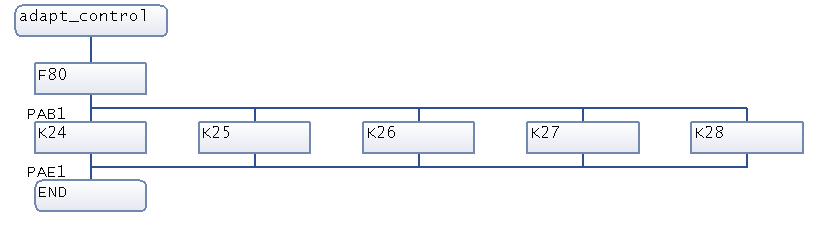 adapt_control
F80
PAB1
K24 K25 K26 K27 K28
PAE1
END